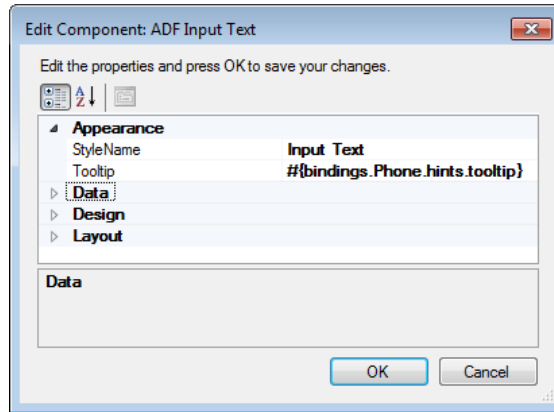 Edit Component: ADF Input Text
Edit the properties and press OK to save your changes.
A
Z
Appearance
StyleName Input Text
Tooltip #{bindings.Phone.hints.tooltip}
Data
Design
Layout
Data
OK Cancel